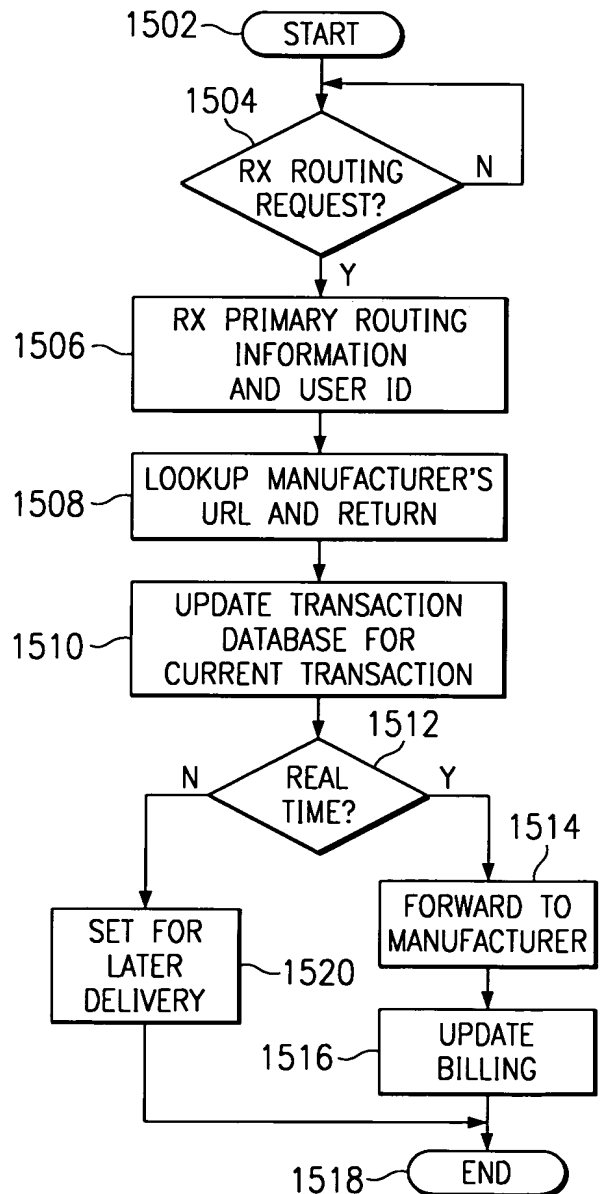 1502
START
1504
RX ROUTING
REQUEST?
N
Y
1506
RX PRIMARY ROUTING
INFORMATION
AND USER ID
1508
LOOKUP MANUFACTURER'S
URL AND RETURN
1510
UPDATE TRANSACTION
DATABASE FOR
CURRENT TRANSACTION
1512
N
REAL
TIME?
Y
1514
FORWARD TO
MANUFACTURER
SET FOR
LATER
DELIVERY
1520
1516
UPDATE
BILLING
1518
END